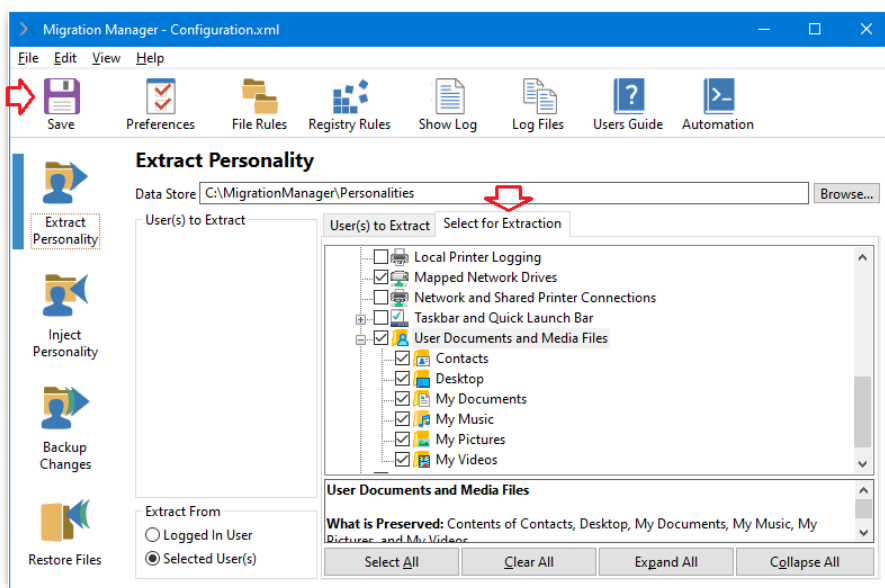 Migration Manager - Configuration.xml
File Edit View Help
Save Preferences File Rules Registry Rules Show Log Log Files Users Guide Automation
Extract Personality
Data Store C:\MigrationManager\Personalities Browse...
Extract
Personality
Inject
Personality
Backup
Changes
Restore Files
User(s) to Extract
User(s) to Extract Select for Extraction
Local Printer Logging
Mapped Network Drives
Network and Shared Printer Connections
Taskbar and Quick Launch Bar
User Documents and Media Files
Contacts
Desktop
My Documents
My Music
My Pictures
My Videos
User Documents and Media Files
What is Preserved: Contents of Contacts, Desktop, My Documents, My Music, My
Pictures, and My Videos
Extract From
Logged In User
Selected User(s)
Select All Clear All Expand All Collapse All